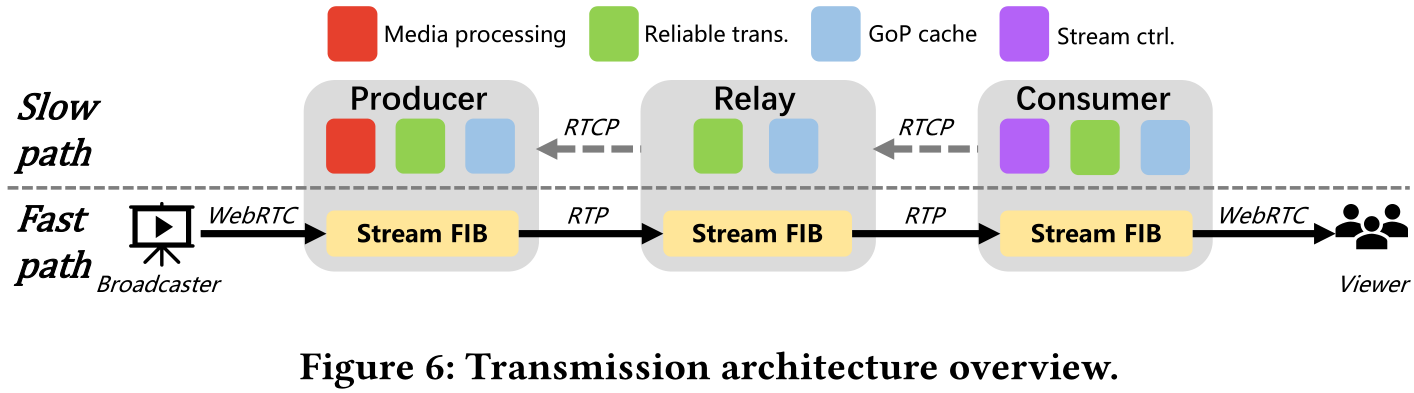 Media processing
Reliable trans.
GoP cache
Stream ctrl.
Slow
path
Producer
Relay
Consumer
RTCP
RTCP
Fast
path
WebRTC
RTP
RTP
WebRTC
Stream FIB
Stream FIB
Stream FIB
Broadcaster
Viewer
Figure 6: Transmission architecture overview.